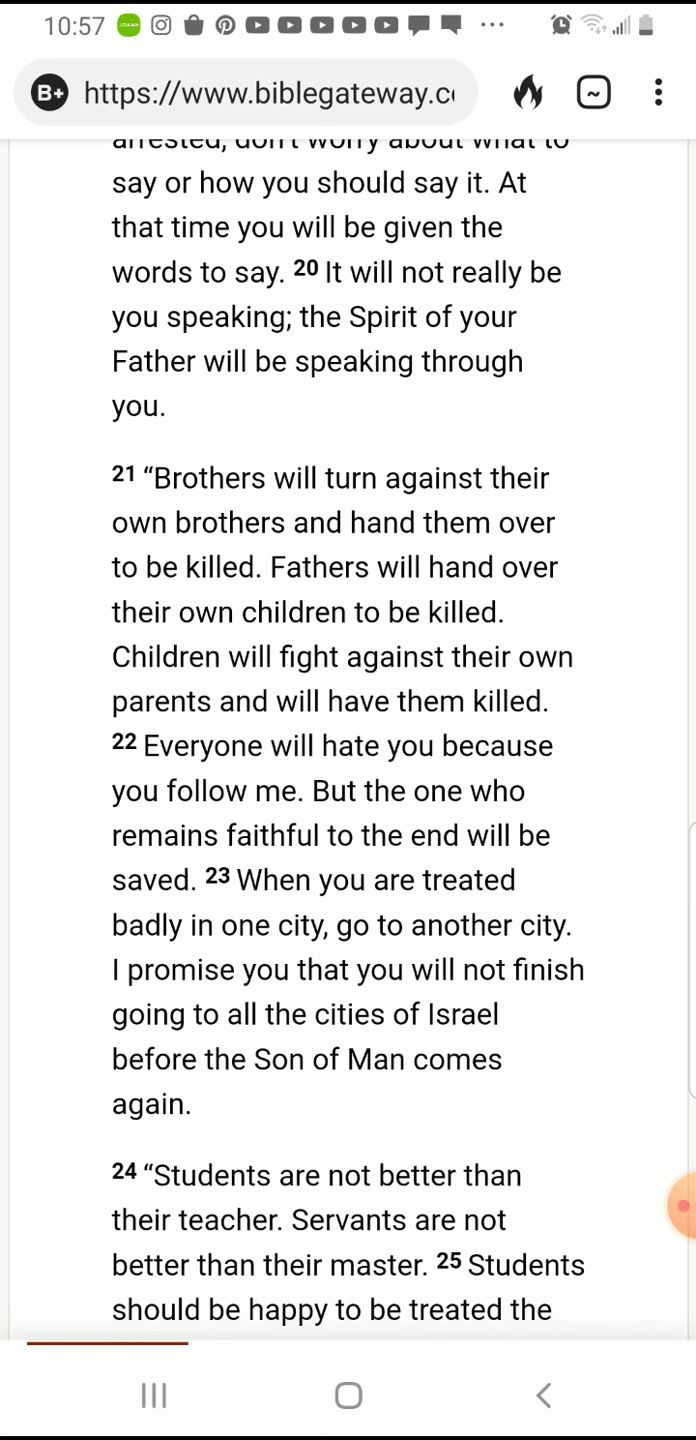 10:57
JOANN
B+ https://www.biblegateway.c
arrested, don't worry about what to
say or how you should say it. At
that time you will be given the
words to say. 20 It will not really be
you speaking; the Spirit of your
Father will be speaking through
you.
21 “Brothers will turn against their
own brothers and hand them over
to be killed. Fathers will hand over
their own children to be killed.
Children will fight against their own
parents and will have them killed.
22 Everyone will hate you because
you follow me. But the one who
remains faithful to the end will be
saved. 23 When you are treated
badly in one city, go to another city.
I promise you that you will not finish
going to all the cities of Israel
before the Son of Man comes
again.
24 “Students are not better than
their teacher. Servants are not
better than their master. 25 Students
should be happy to be treated the